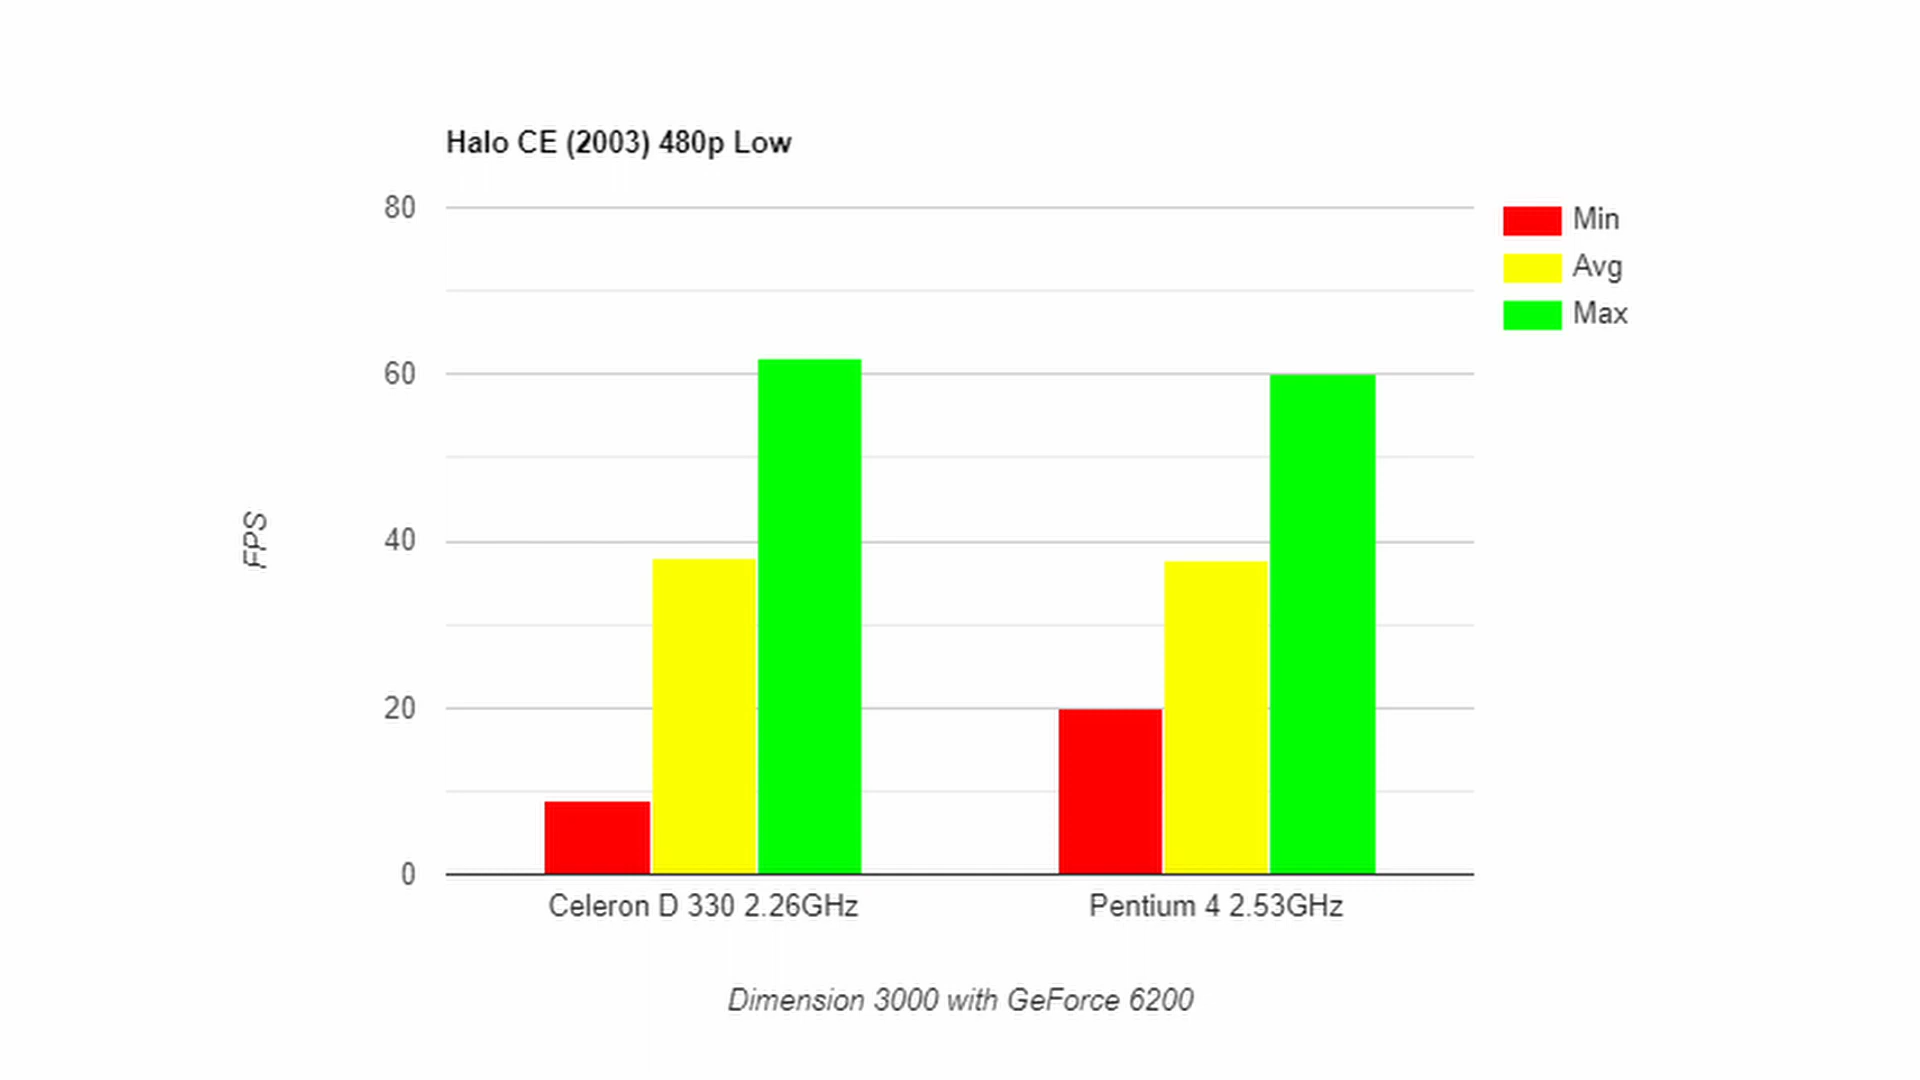 Halo CE (2003) 480p Low
80
60
40
20
0
FPS
Min
Avg
Max
Celeron D 330 2.26GHz
Pentium 4 2.53GHz
Dimension 3000 with GeForce 6200